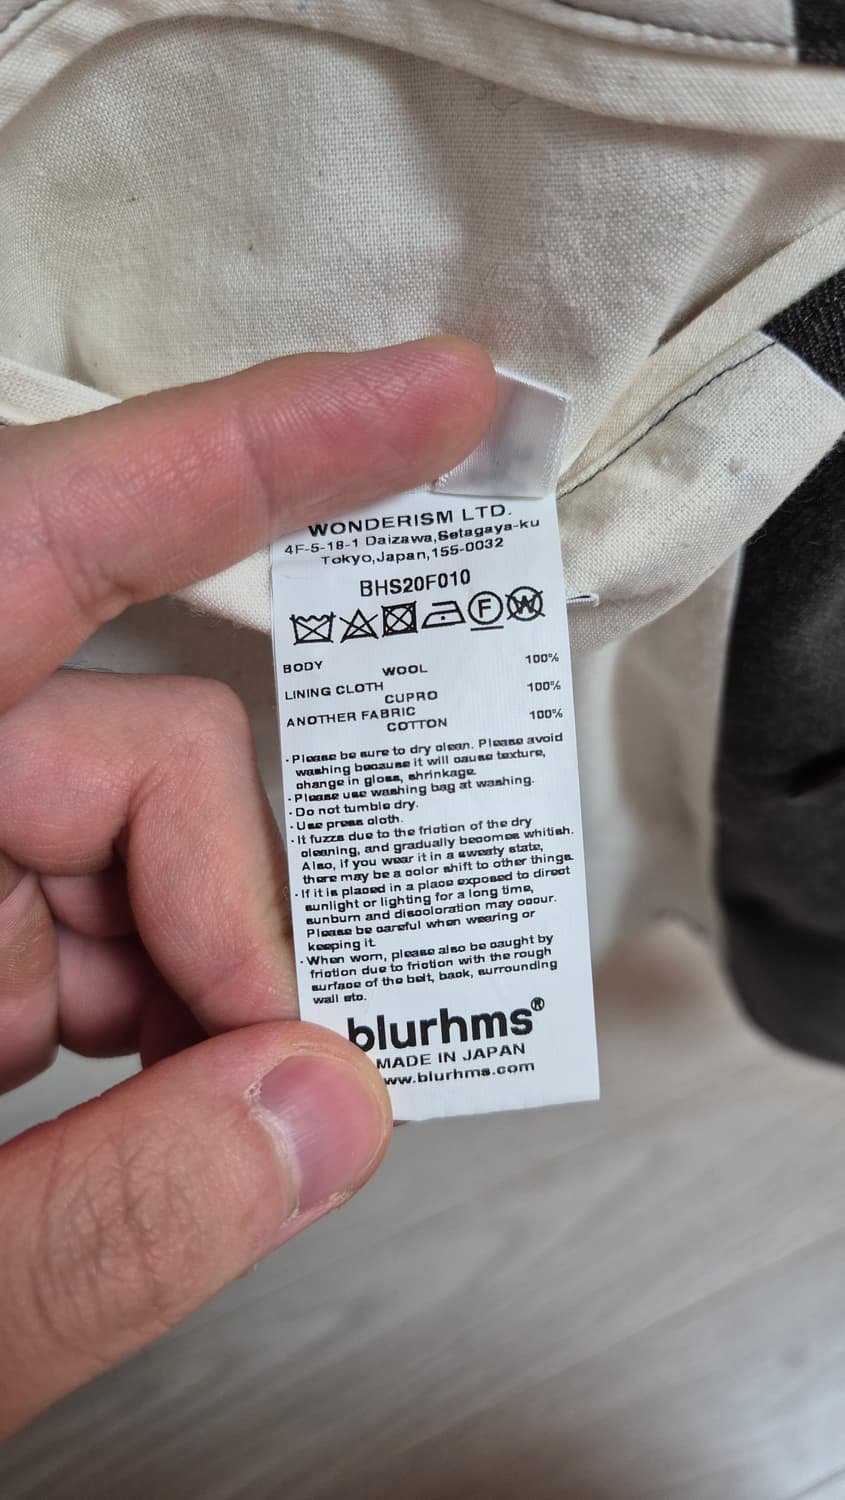 WONDERISM LTD.
4F-5-18-1 Daizawa,Setagaya-ku
Tokyo,Japan,155-0032
BHS20F010
F W
BODY WOOL 100%
LINING CLOTH CUPRO 100%
ANOTHER FABRIC COTTON 100%
・Please be sure to dry clean. Please avoid
washing because it will cause texture,
change in gloss, shrinkage.
・Please use washing bag at washing.
・Do not tumble dry.
・Use press cloth.
・It fuzzs due to the friction of the dry
cleaning, and gradually becomes whitish.
Also, if you wear it in a sweaty state,
there may be a color shift to other things.
・If it is placed in a place exposed to direct
sunlight or lighting for a long time,
sunburn and discoloration may occur.
Please be careful when wearing or
keeping it.
・When worn, please also be caught by
friction due to friction with the rough
surface of the belt, back, surrounding
wall etc.
blurhms®
MADE IN JAPAN
ww.blurhms.com